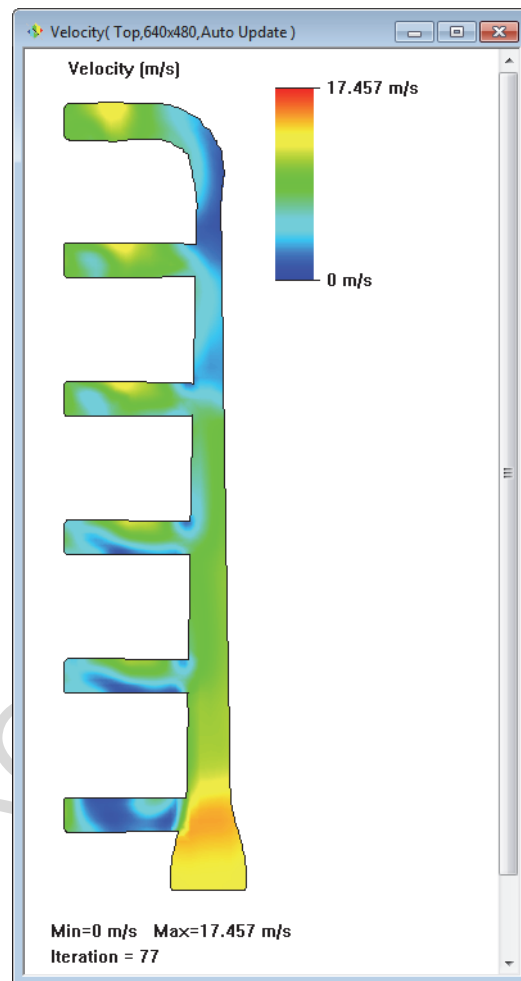 Velocity( Top,640x480,Auto Update )
Velocity (m/s)
17.457 m/s
0 m/s
Min=0 m/s Max=17.457 m/s
Iteration = 77